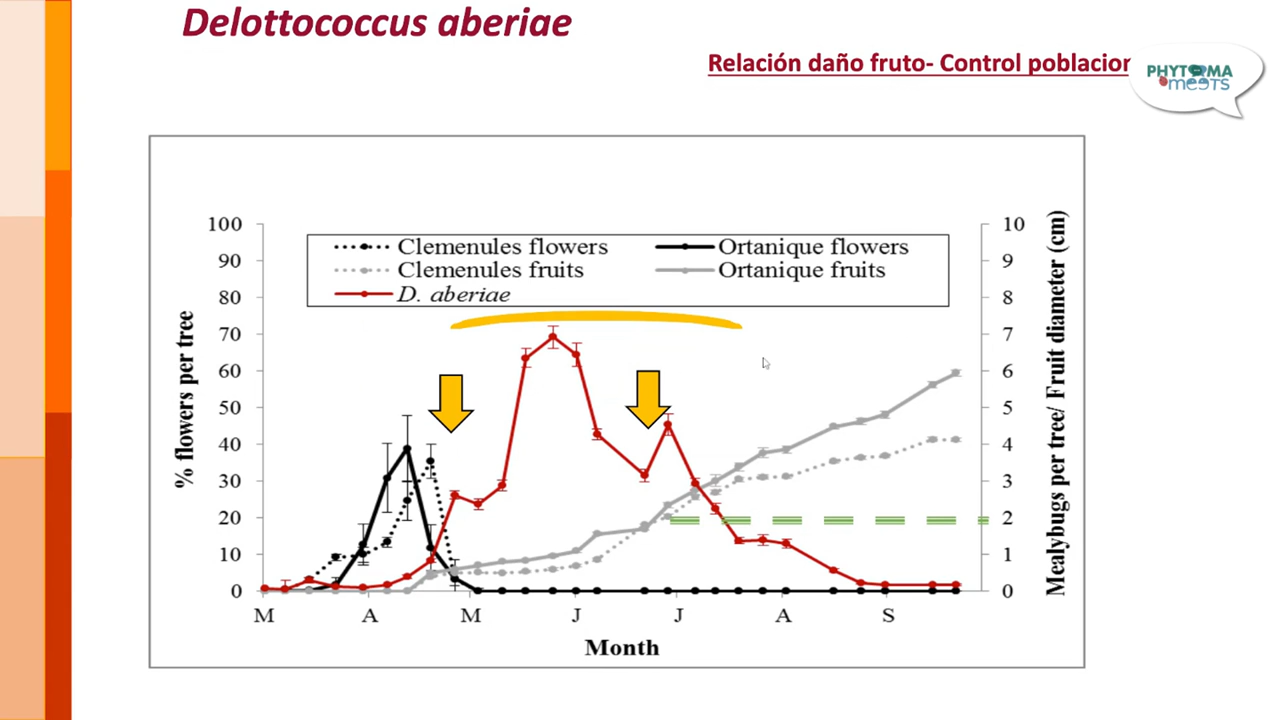 Delottococcus aberiae
Relación daño fruto- Control poblacion
PHYTOMA
meets
100
90
80
70
60
50
40
30
20
10
0
% flowers per tree
Clemenules flowers
Ortanique flowers
Clemenules fruits
Ortanique fruits
D. aberiae
10
9
8
7
6
5
4
3
2
1
0
Mealybugs per tree/ Fruit diameter (cm)
M A M J J A S
Month